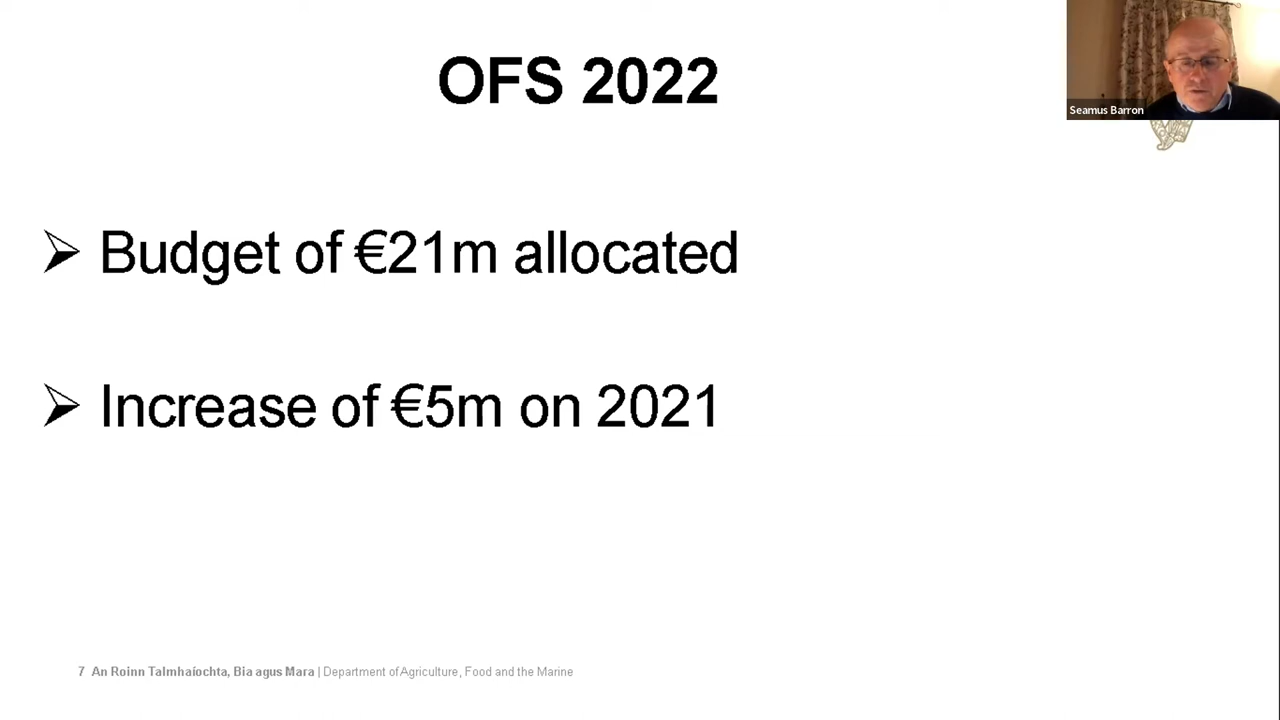 OFS 2022
Seamus Barron
➢ Budget of €21m allocated
➢ Increase of €5m on 2021
7 An Roinn Talmhaíochta, Bia agus Mara | Department of Agriculture, Food and the Marine